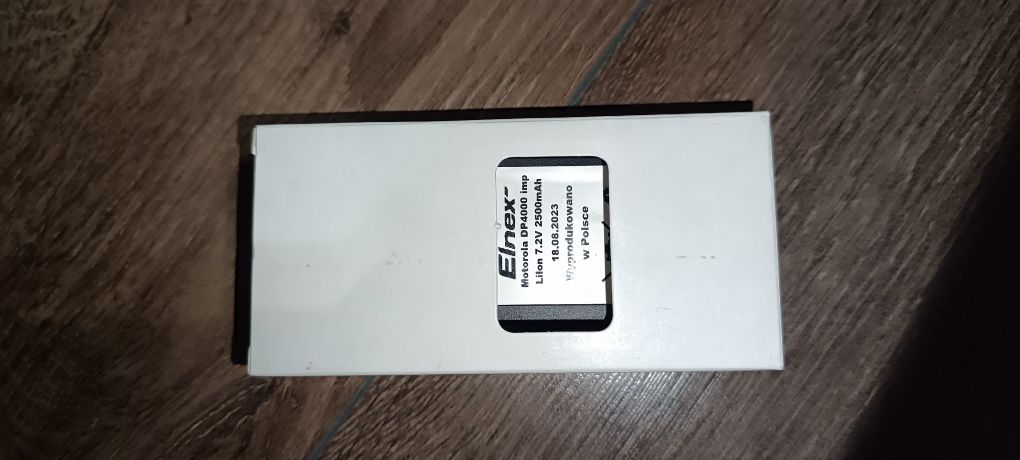 Elnex
Motorola DP4000 imp
LiIon 7.2V 2500mAh
18.08.2023
Wyprodukowano
w Polsce